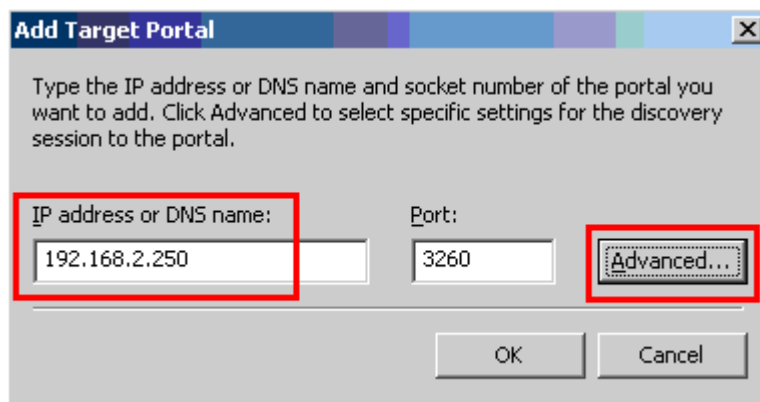 Add Target Portal
Type the IP address or DNS name and socket number of the portal you
want to add. Click Advanced to select specific settings for the discovery
session to the portal.
IP address or DNS name: Port:
192.168.2.250 3260 Advanced...
OK Cancel